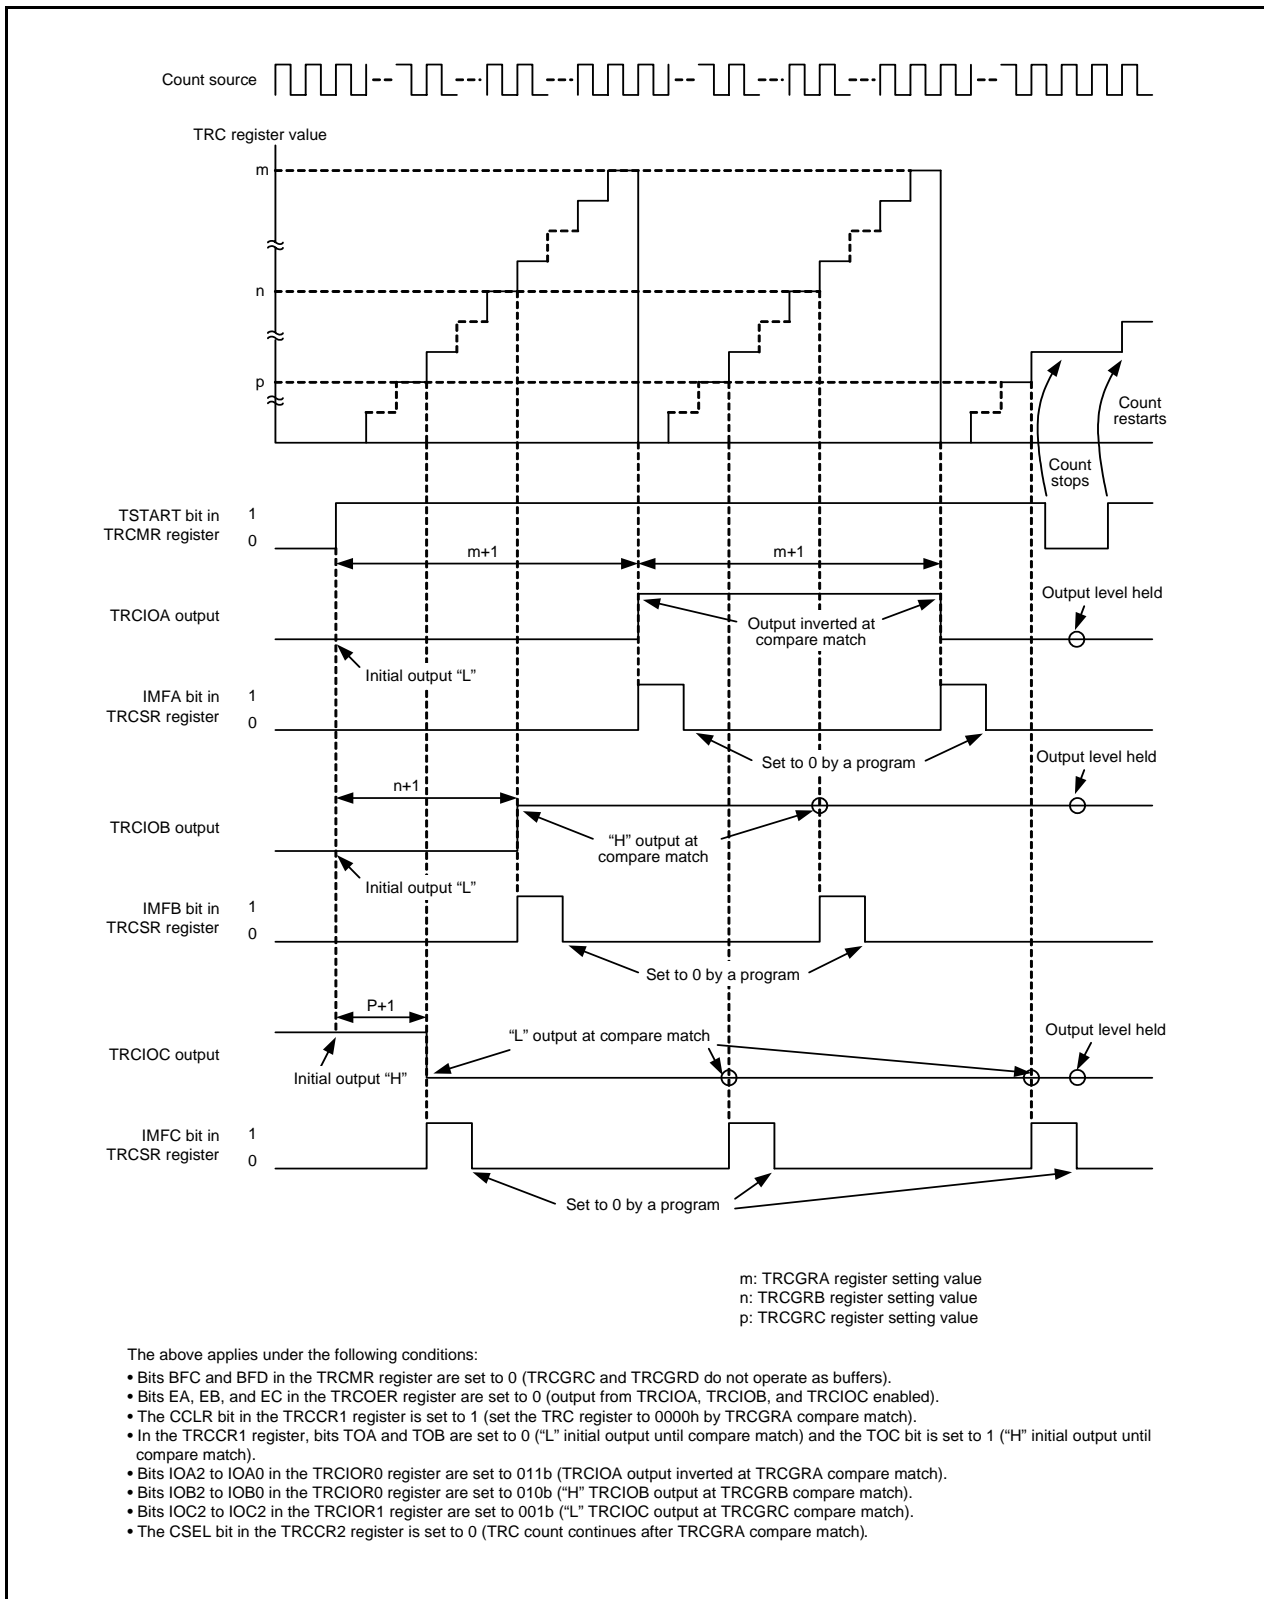 Count source
TRC register value
m
n
p
Count
restarts
Count
stops
TSTART bit in
TRCMR register
1
0
m+1
m+1
TRCIOA output
Output inverted at
compare match
Output level held
Initial output “L”
IMFA bit in
TRCSR register
1
0
Set to 0 by a program
Output level held
n+1
TRCIOB output
“H” output at
compare match
Initial output “L”
IMFB bit in
TRCSR register
1
0
Set to 0 by a program
P+1
TRCIOC output
“L” output at compare match
Output level held
Initial output “H”
IMFC bit in
TRCSR register
1
0
Set to 0 by a program
m: TRCGRA register setting value
n: TRCGRB register setting value
p: TRCGRC register setting value
The above applies under the following conditions:
• Bits BFC and BFD in the TRCMR register are set to 0 (TRCGRC and TRCGRD do not operate as buffers).
• Bits EA, EB, and EC in the TRCOER register are set to 0 (output from TRCIOA, TRCIOB, and TRCIOC enabled).
• The CCLR bit in the TRCCR1 register is set to 1 (set the TRC register to 0000h by TRCGRA compare match).
• In the TRCCR1 register, bits TOA and TOB are set to 0 (“L” initial output until compare match) and the TOC bit is set to 1 (“H” initial output until
compare match).
• Bits IOA2 to IOA0 in the TRCIOR0 register are set to 011b (TRCIOA output inverted at TRCGRA compare match).
• Bits IOB2 to IOB0 in the TRCIOR0 register are set to 010b (“H” TRCIOB output at TRCGRB compare match).
• Bits IOC2 to IOC2 in the TRCIOR1 register are set to 001b (“L” TRCIOC output at TRCGRC compare match).
• The CSEL bit in the TRCCR2 register is set to 0 (TRC count continues after TRCGRA compare match).